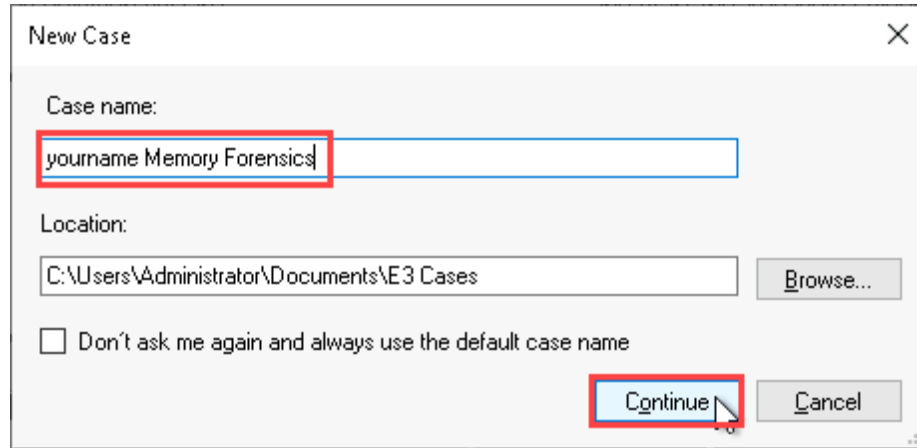 New Case
Case name:
yourname Memory Forensics
Location:
C:\Users\Administrator\Documents\E3 Cases
Browse...
Don´t ask me again and always use the default case name
Continue
Cancel